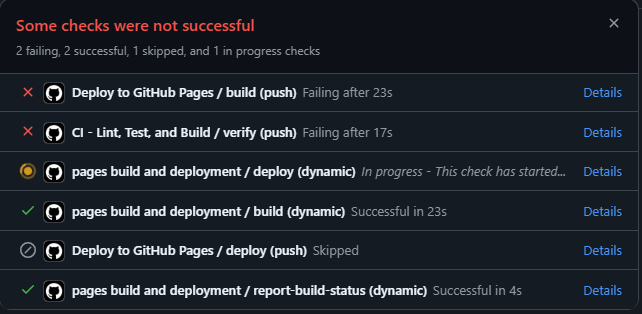 Some checks were not successful
2 failing, 2 successful, 1 skipped, and 1 in progress checks
Deploy to GitHub Pages / build (push) Failing after 23s Details
CI - Lint, Test, and Build / verify (push) Failing after 17s Details
pages build and deployment / deploy (dynamic) In progress - This check has started... Details
pages build and deployment / build (dynamic) Successful in 23s Details
Deploy to GitHub Pages / deploy (push) Skipped Details
pages build and deployment / report-build-status (dynamic) Successful in 4s Details